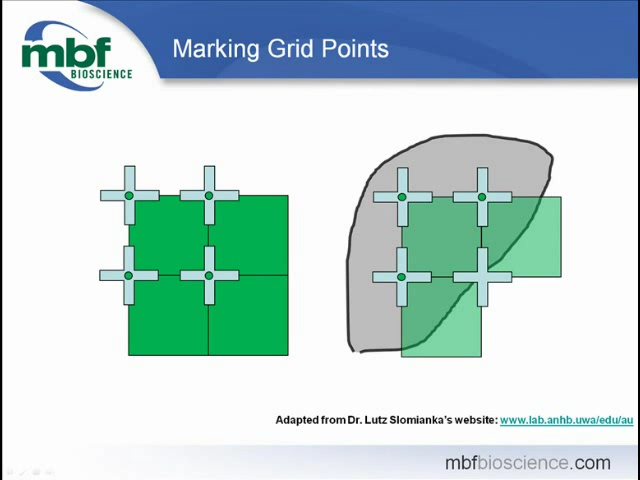 mbf
BIOSCIENCE
Marking Grid Points
Adapted from Dr. Lutz Slomianka's website: www.lab.anhb.uwa/edu/au
mbfbioscience.com